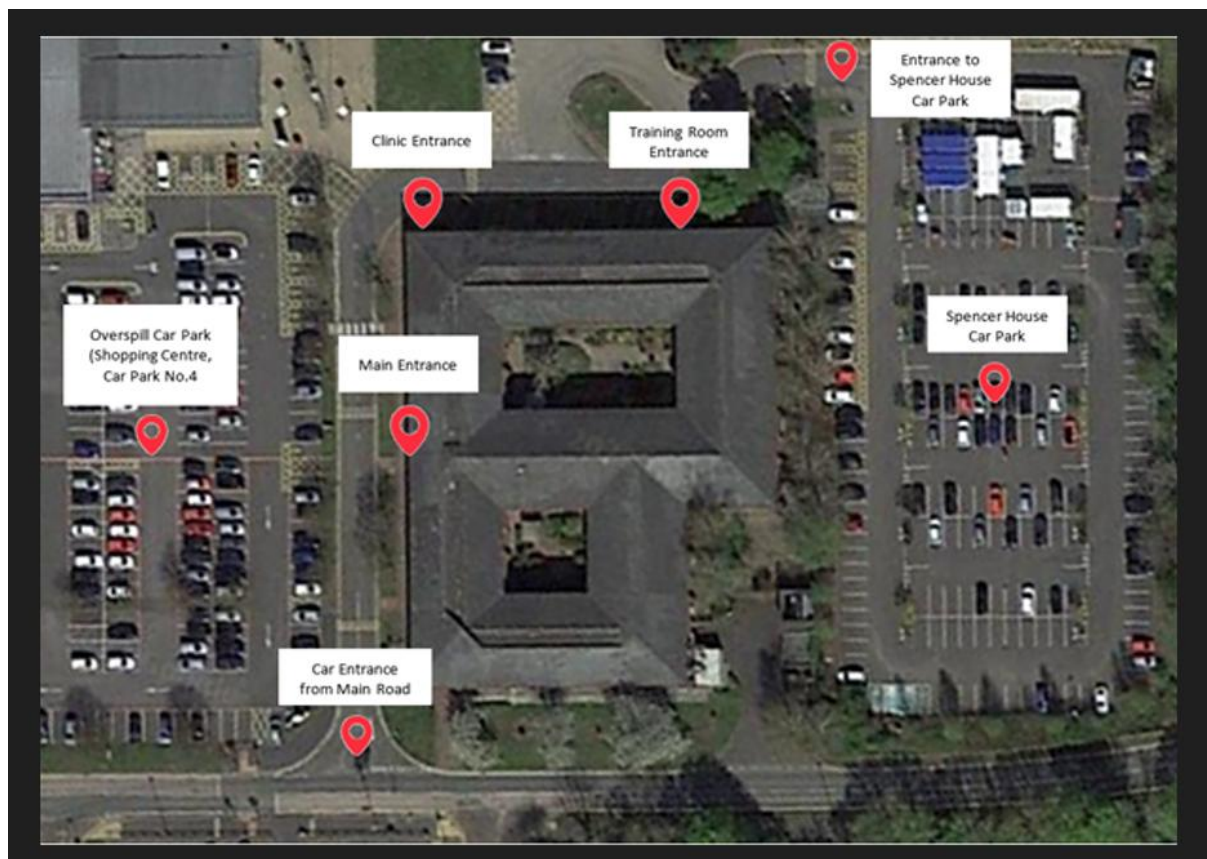 Entrance to
Spencer House
Car Park
Clinic Entrance
Training Room
Entrance
Overspill Car Park
(Shopping Centre,
Car Park No.4
Main Entrance
Spencer House
Car Park
Car Entrance
from Main Road